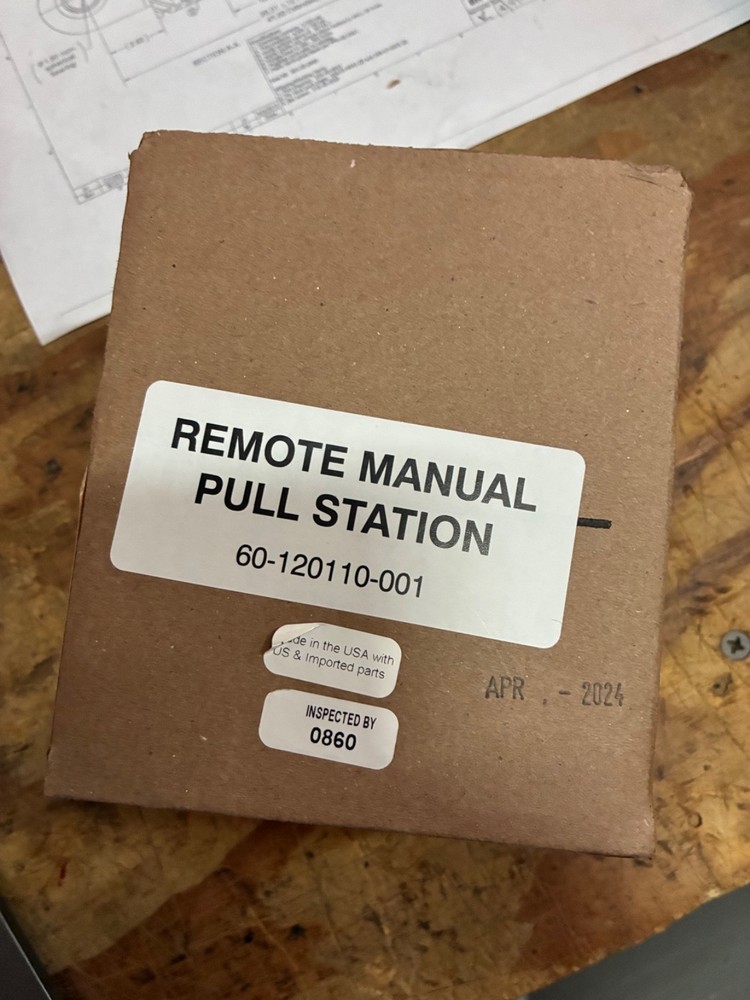 REMOTE MANUAL
PULL STATION
60-120110-001
de in the USA with
US & Imported parts
APR . - 2024
INSPECTED BY
0860